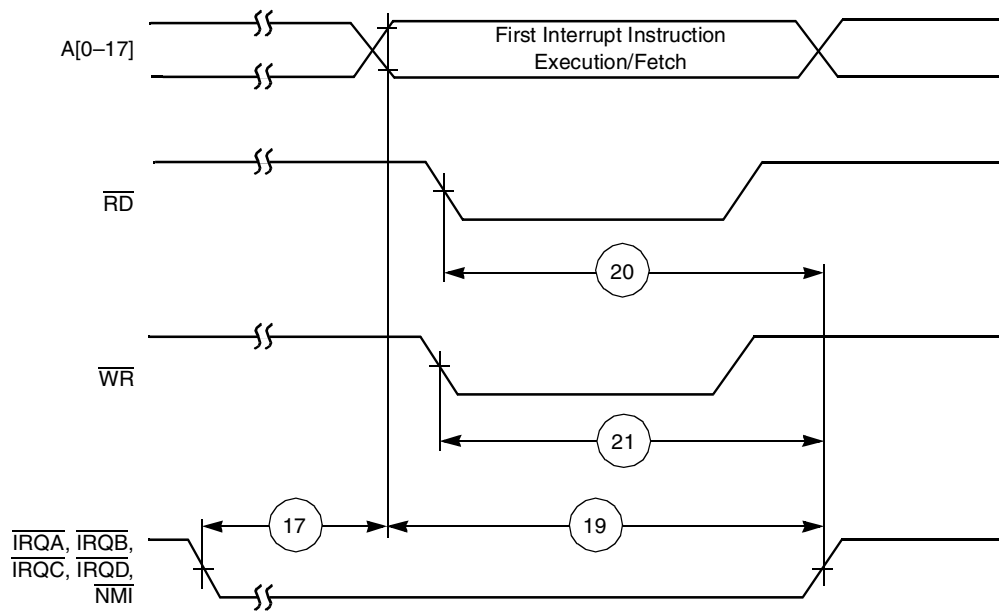 A[0–17]
First Interrupt Instruction
Execution/Fetch
RD
20
WR
21
17
19
IRQA, IRQB,
IRQC, IRQD,
NMI